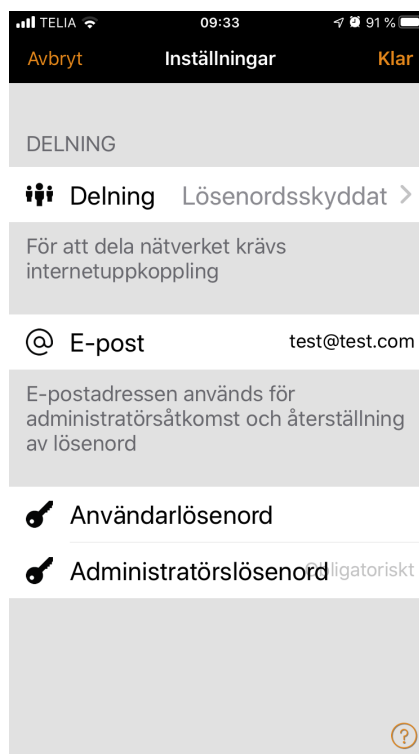 TELIA 09:33 91 %
Avbryt Inställningar Klar
DELNING
Delning Lösenordsskyddat
För att dela nätverket krävs
internetuppkoppling
E-post test@test.com
E-postadressen används för
administratörsåtkomst och återställning
av lösenord
Användarlösenord
Administratörslösenord Obligatoriskt
?